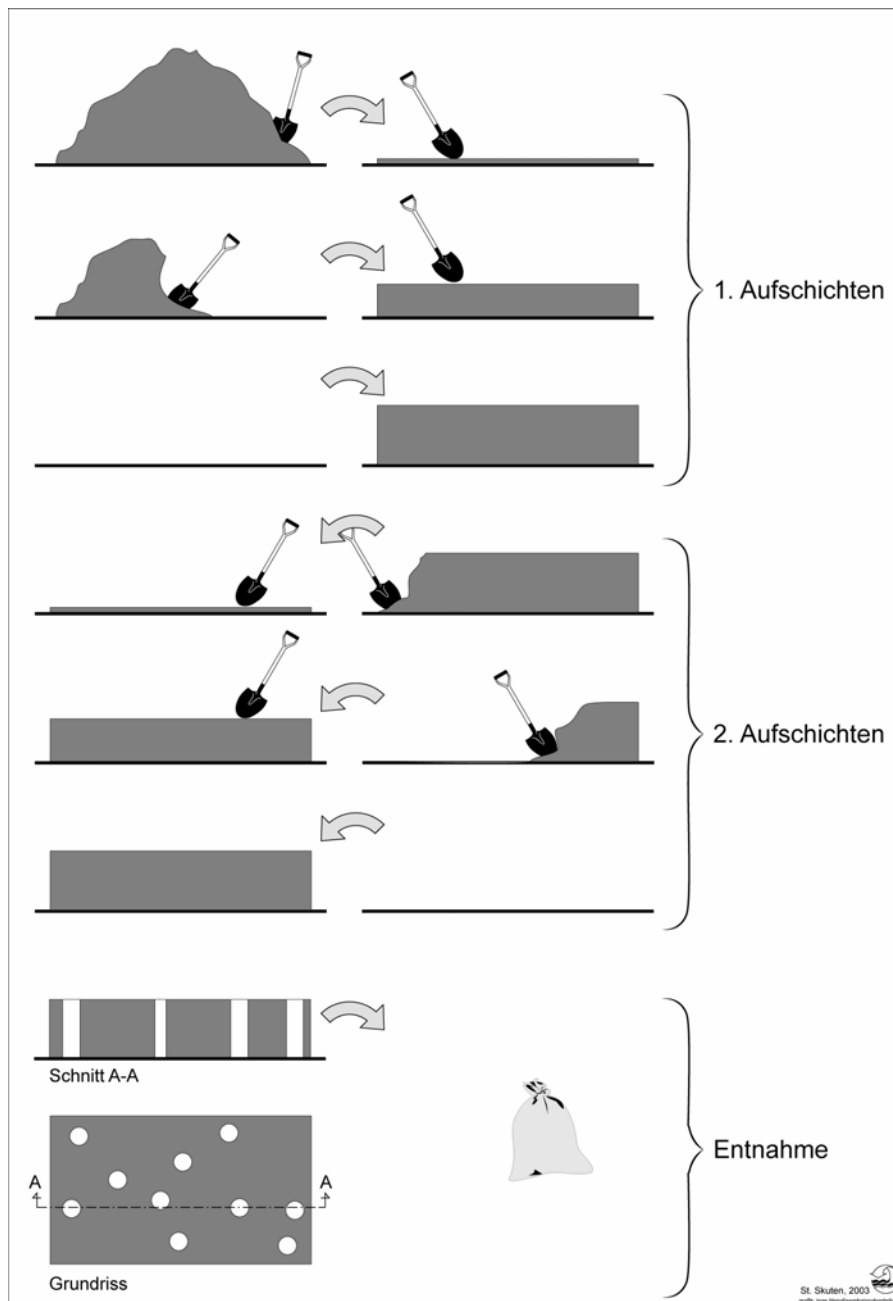 1. Aufschichten
2. Aufschichten
Schnitt A-A
Entnahme
A A
Grundriss
St. Skuten, 2003